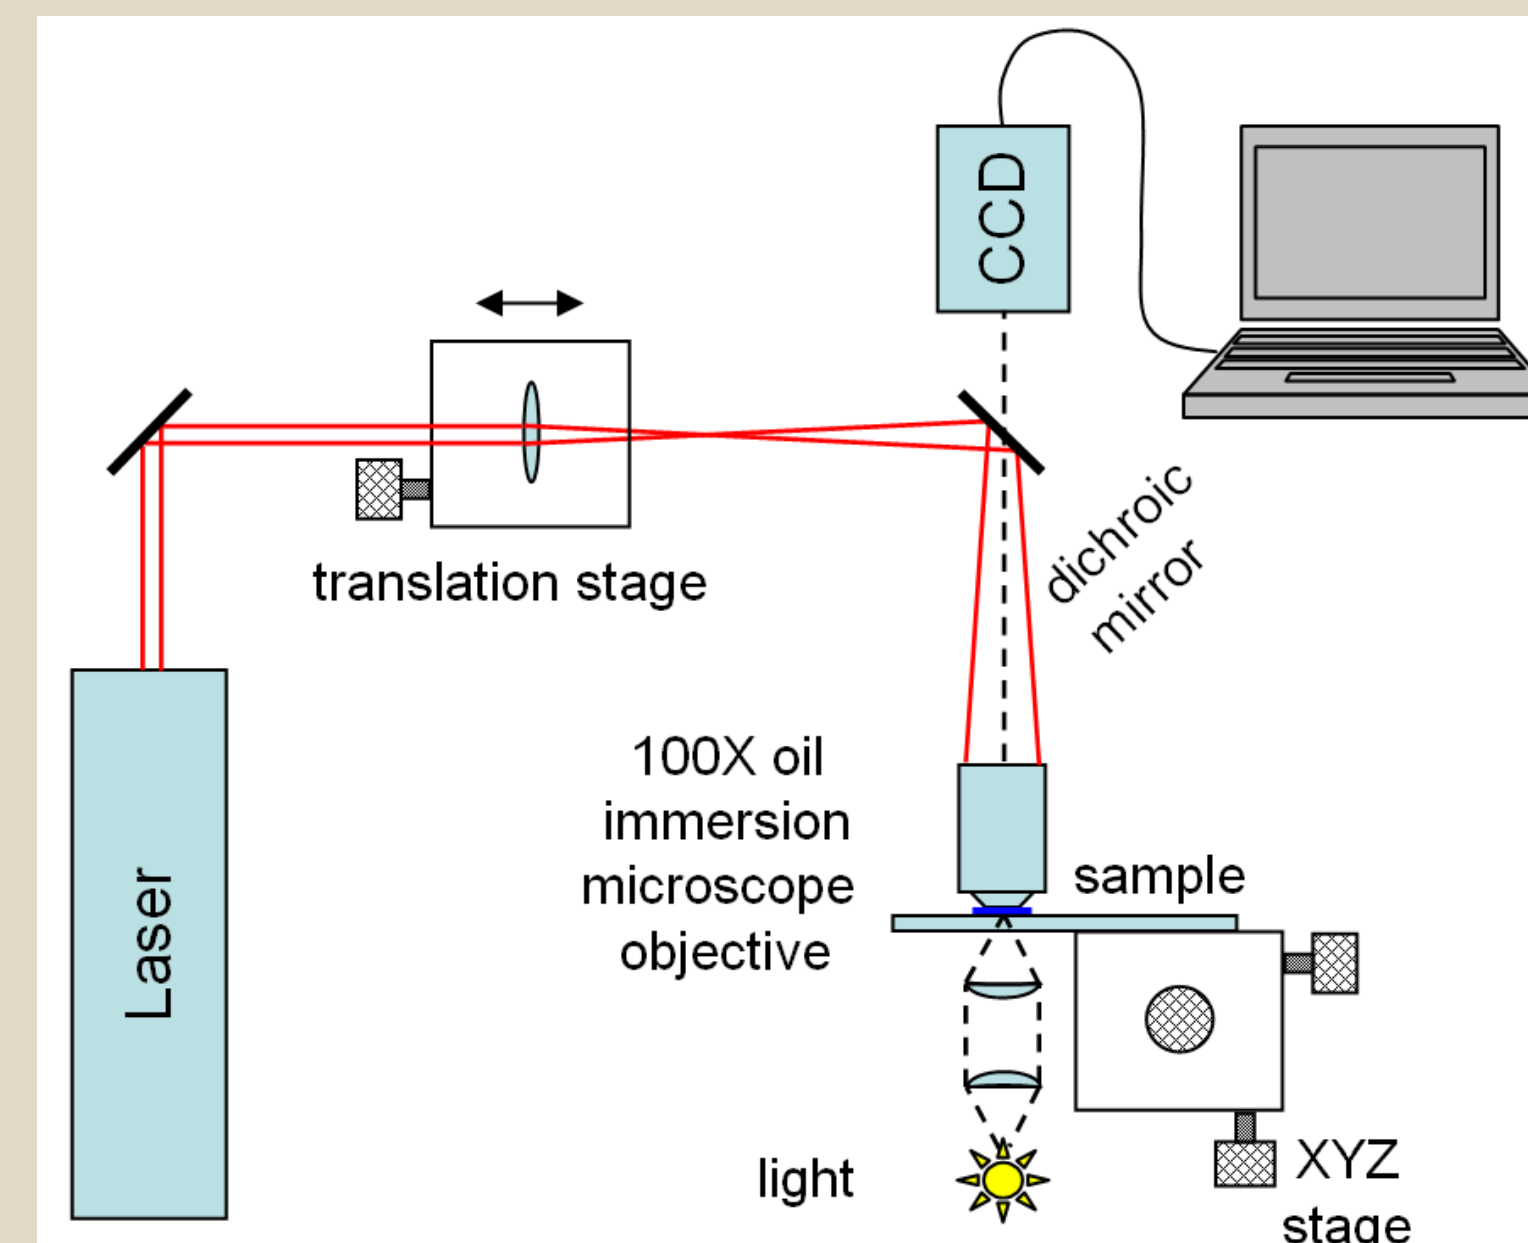 CCD
translation stage
dichroic
mirror
100X oil
immersion
microscope
objective
sample
Laser
light
XYZ
stage